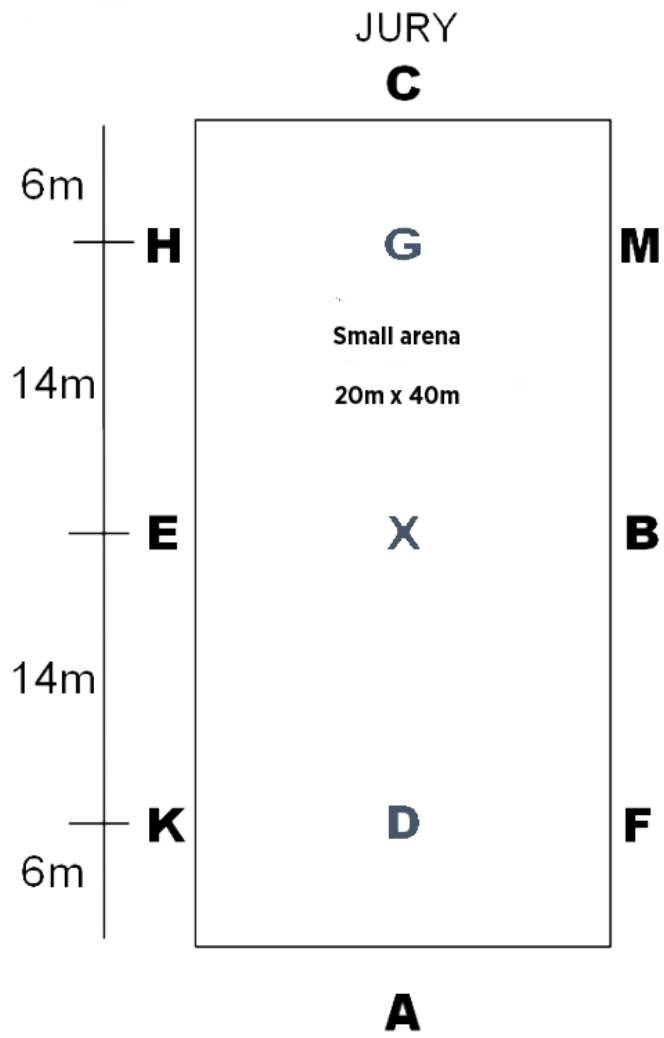 JURY
C
6m
H G M
Small arena
14m
20m x 40m
E X B
14m
K D F
6m
A